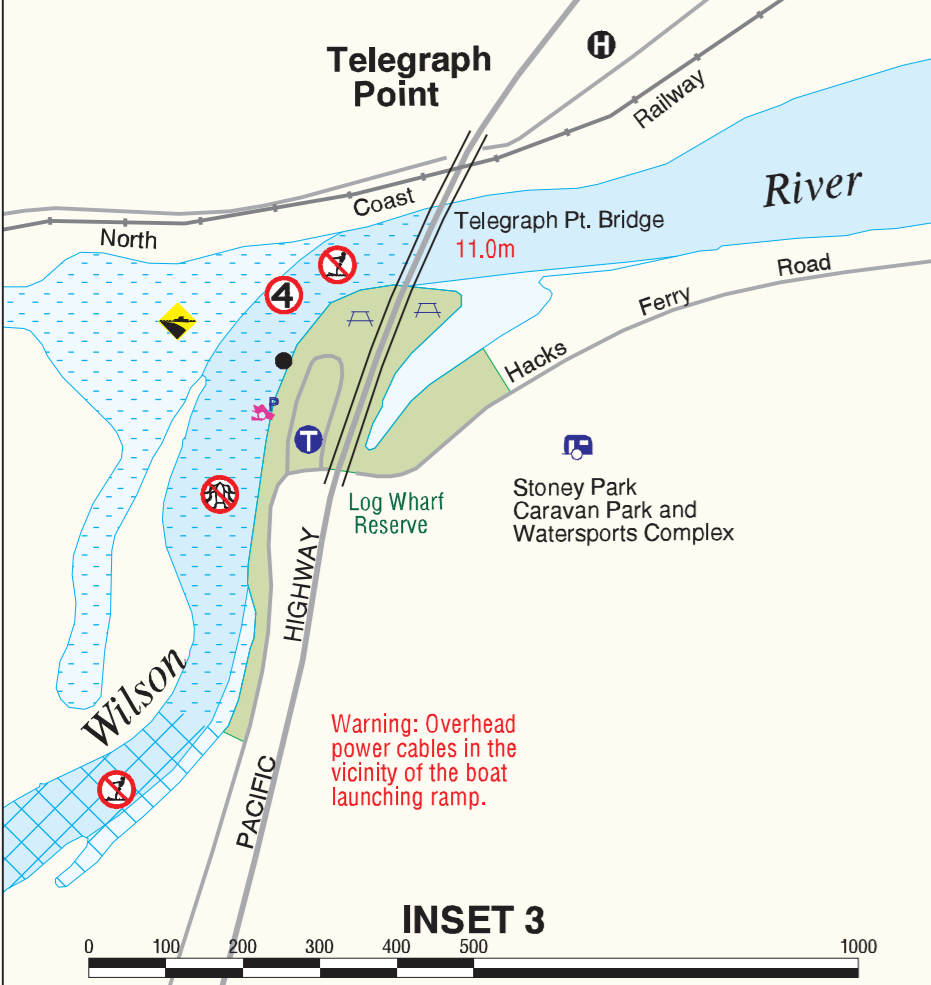 Telegraph
Point
H
Railway
River
Coast
North
Telegraph Pt. Bridge
11.0m
Road
Ferry
Hacks
4
P
T
Log Wharf
Reserve
Stoney Park
Caravan Park and
Watersports Complex
HIGHWAY
Wilson
Warning: Overhead
power cables in the
vicinity of the boat
launching ramp.
PACIFIC
INSET 3
0 100 200 300 400 500 1000